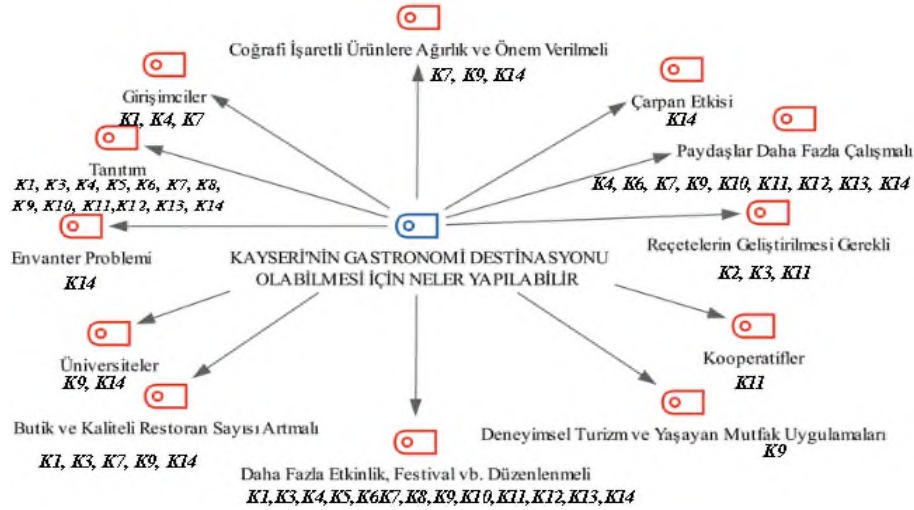 Coğrafi İşaretli Ürünlere Ağırlık ve Önem Verilmeli
K7, K9, K14
Girişimciler
K1, K4, K7
Çarpan Etkisi
K14
Tanıtım
K1, K3, K4, K5, K6, K7, K8,
K9, K10, K11,K12, K13, K14
Paydaşlar Daha Fazla Çalışmalı
K4, K6, K7, K9, K10, K11, K12, K13, K14
Envanter Problemi
K14
KAYSERİ'NİN GASTRONOMİ DESTİNASYONU
OLABİLMESİ İÇİN NELER YAPILABİLİR
Reçetelerin Geliştirilmesi Gerekli
K2, K3, K11
Üniversiteler
K9, K14
Kooperatifler
K11
Butik ve Kaliteli Restoran Sayısı Artmalı
K1, K3, K7, K9, K14
Deneyimsel Turizm ve Yaşayan Mutfak Uygulamaları
K9
Daha Fazla Etkinlik, Festival vb. Düzenlenmeli
K1,K3,K4,K5,K6K7,K8,K9,K10,K11,K12,K13,K14